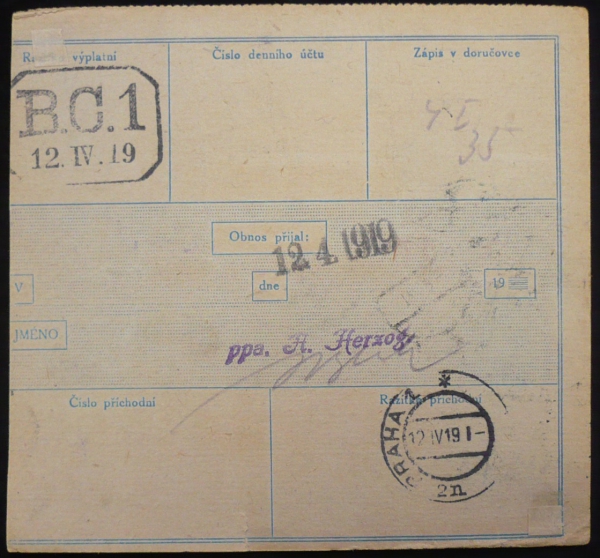 výplatní
Číslo denního účtu
Zápis v doručovce
B.C.1
12.IV.19
35
Obnos přijal:
12.4.1919
V
dne
19
JMÉNO
ppa. A. Herzog.
Číslo příchodní
Razítko příchodní
PRAHA 1 *
12 IV 19 I-
2n